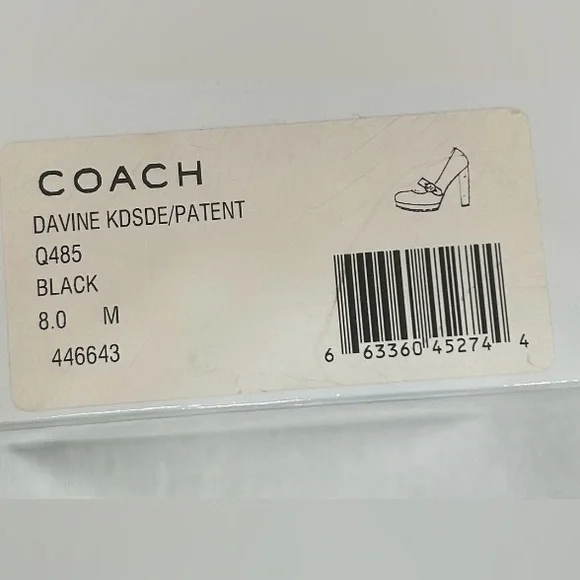 COACH
DAVINE KDSDE/PATENT
Q485
BLACK
8.0 M
446643
6 63360 45274 4